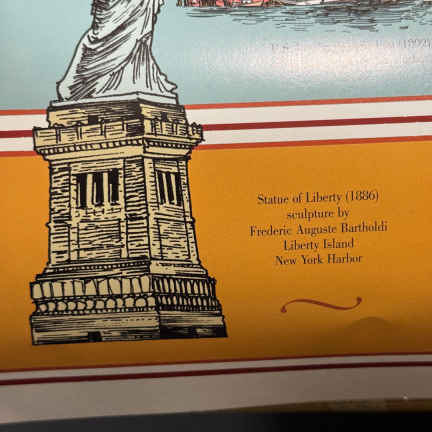 Statue of Liberty (1886)
sculpture by
Frederic Auguste Bartholdi
Liberty Island
New York Harbor